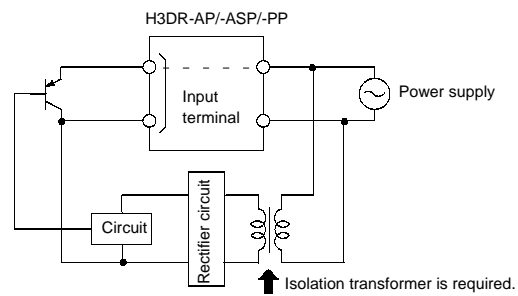 H3DR-AP/-ASP/-PP
Input
terminal
Power supply
Circuit
Rectifier circuit
Isolation transformer is required.